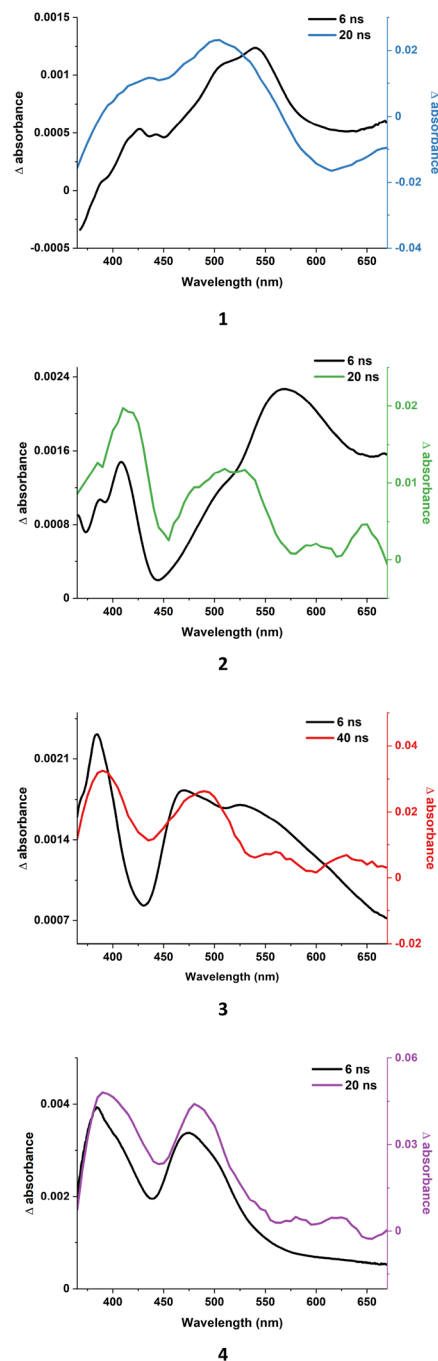 6 ns
20 ns
0.0015
0.001
0.0005
0
-0.0005
0.02
0
-0.02
-0.04
Δ absorbance
Δ absorbance
400 450 500 550 600 650
Wavelength (nm)
1
6 ns
20 ns
0.0024
0.0016
0.0008
0
0.02
0.01
0
Δ absorbance
Δ absorbance
400 450 500 550 600 650
Wavelength (nm)
2
6 ns
40 ns
0.0021
0.0014
0.0007
0.04
0.02
0
-0.02
Δ absorbance
Δ absorbance
400 450 500 550 600 650
Wavelength (nm)
3
6 ns
20 ns
0.004
0.002
0
0.06
0.03
0
Δ absorbance
Δ absorbance
400 450 500 550 600 650
Wavelength (nm)
4